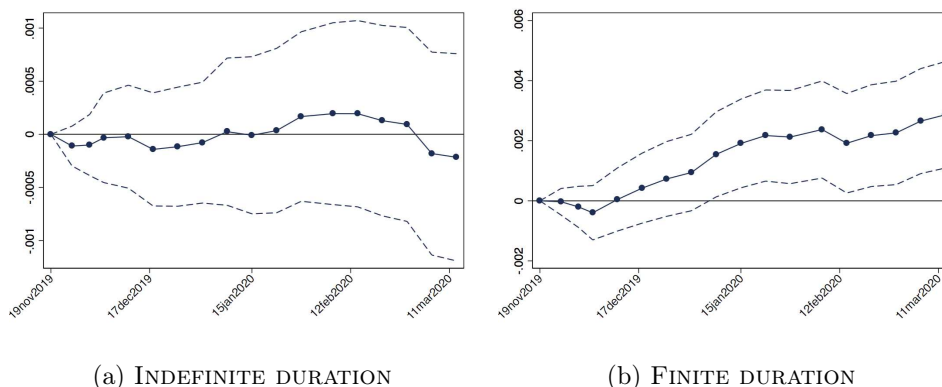 .001
.0005
0
-.0005
-.001
19nov2019
17dec2019
15jan2020
12feb2020
11mar2020
(a) INDEFINITE DURATION
.006
.004
.002
0
-.002
19nov2019
17dec2019
15jan2020
12feb2020
11mar2020
(b) FINITE DURATION